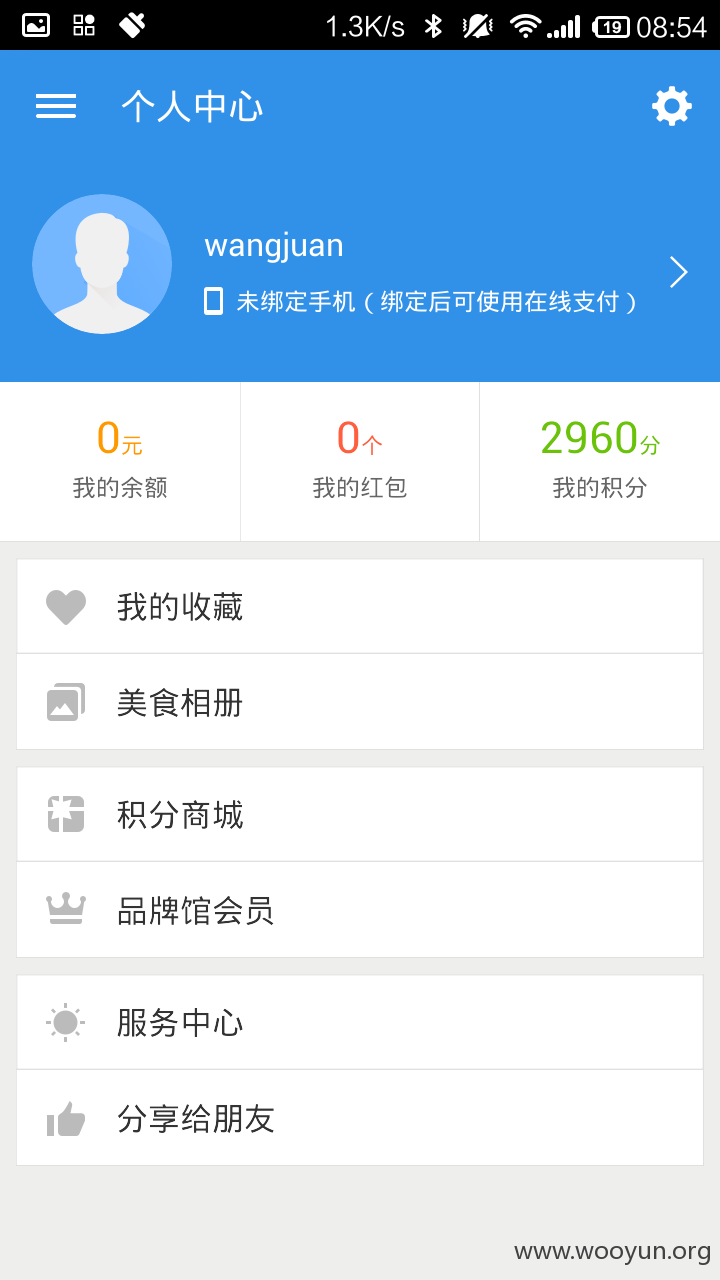 1.3K/s 19 08:54
个人中心
wangjuan
未绑定手机（绑定后可使用在线支付）
0元 0个 2960分
我的余额 我的红包 我的积分
我的收藏
美食相册
积分商城
品牌馆会员
服务中心
分享给朋友
www.wooyun.org